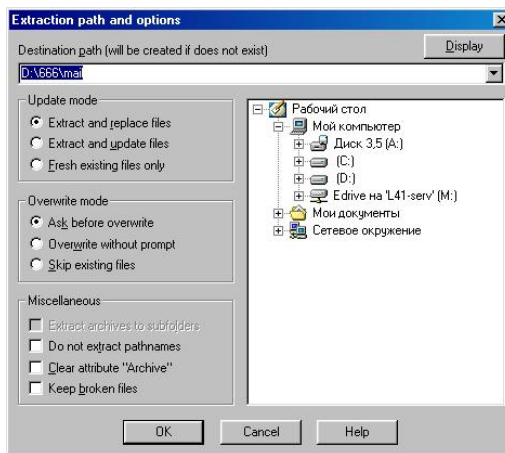 Extraction path and options
Destination path (will be created if does not exist)
Display
D:\666\mai
Update mode
Extract and replace files
Extract and update files
Fresh existing files only
Overwrite mode
Ask before overwrite
Overwrite without prompt
Skip existing files
Miscellaneous
Extract archives to subfolders
Do not extract pathnames
Clear attribute "Archive"
Keep broken files
Рабочий стол
Мой компьютер
Диск 3,5 (A:)
(C:)
(D:)
Edrive на 'L41-serv' (M:)
Мои документы
Сетевое окружение
OK
Cancel
Help